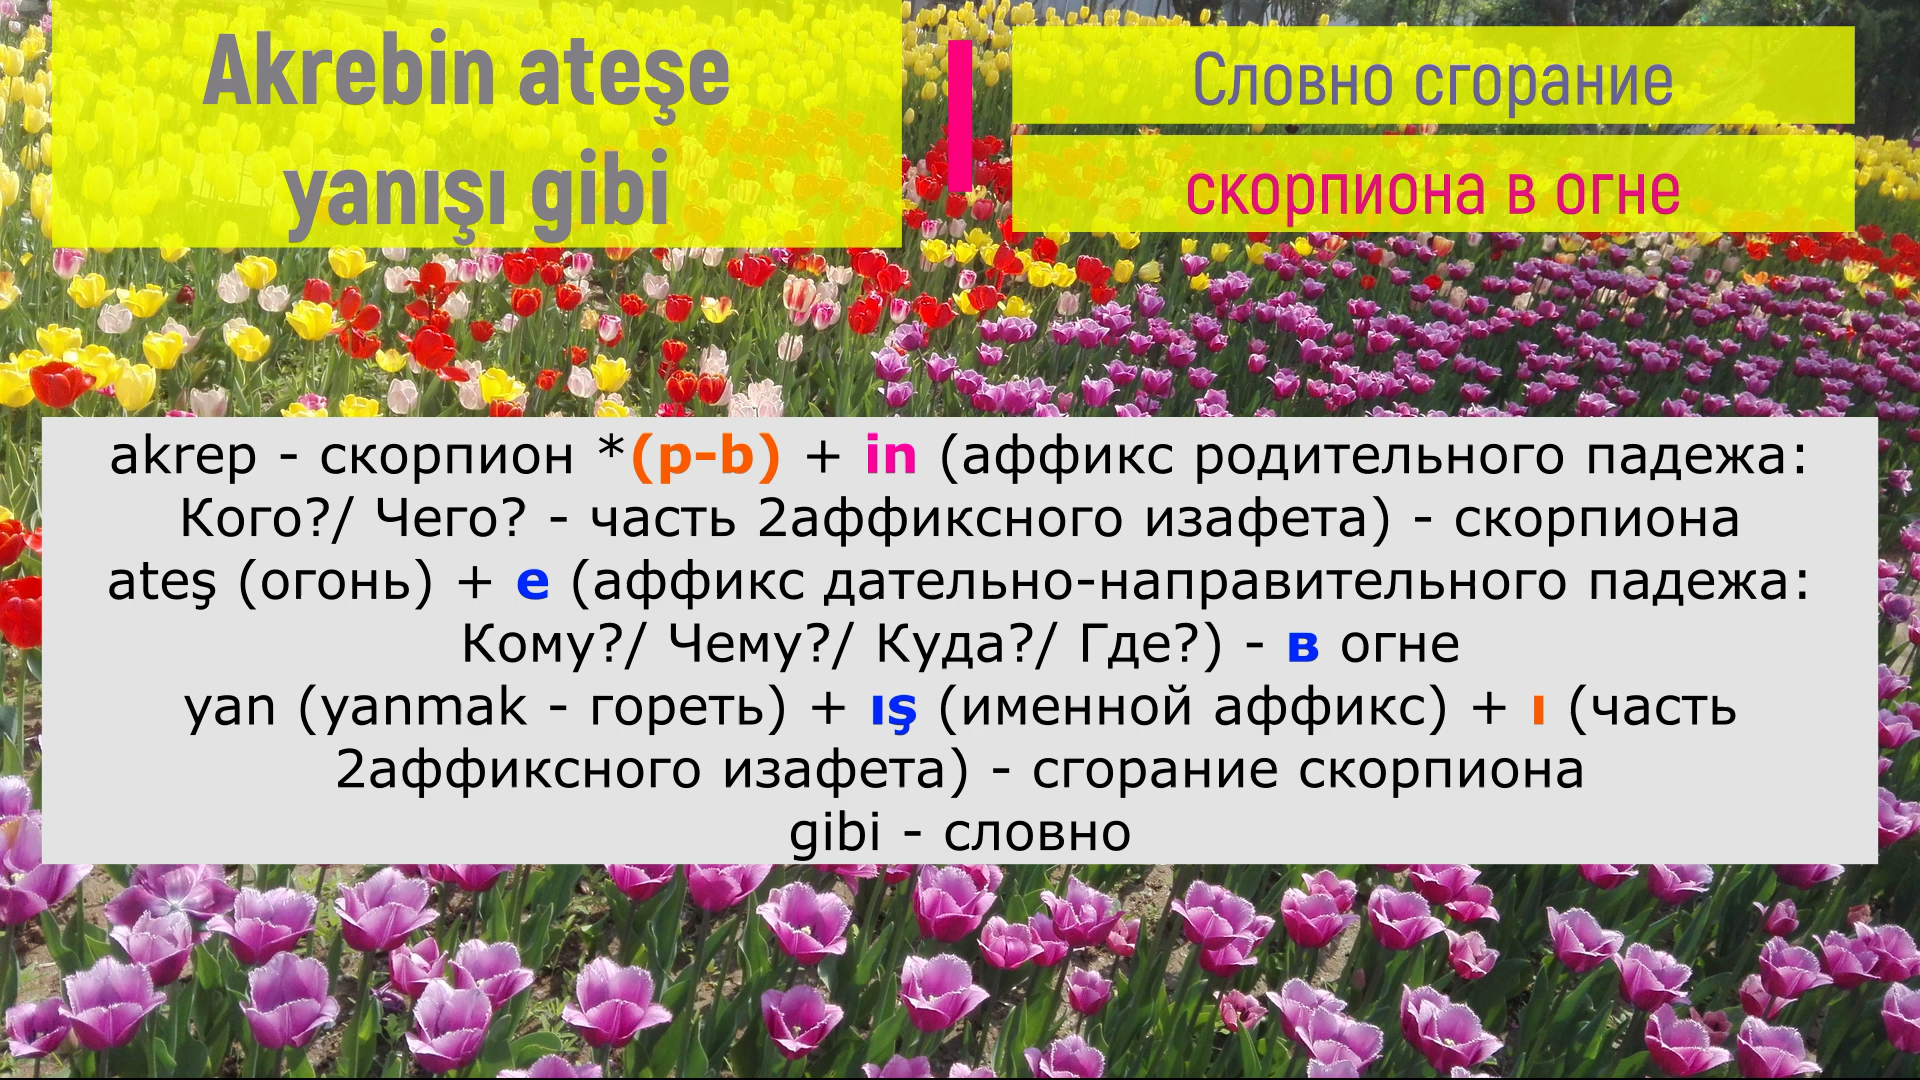 Akrebin ateşe
yanışı gibi
Словно сгорание
скорпиона в огне
akrep - скорпион *(p-b) + in (аффикс родительного падежа:
Кого?/ Чего? - часть 2аффиксного изафета) - скорпиона
ateş (огонь) + e (аффикс дательно-направительного падежа:
Кому?/ Чему?/ Куда?/ Где?) - в огне
yan (yanmak - гореть) + ış (именной аффикс) + ı (часть
2аффиксного изафета) - сгорание скорпиона
gibi - словно